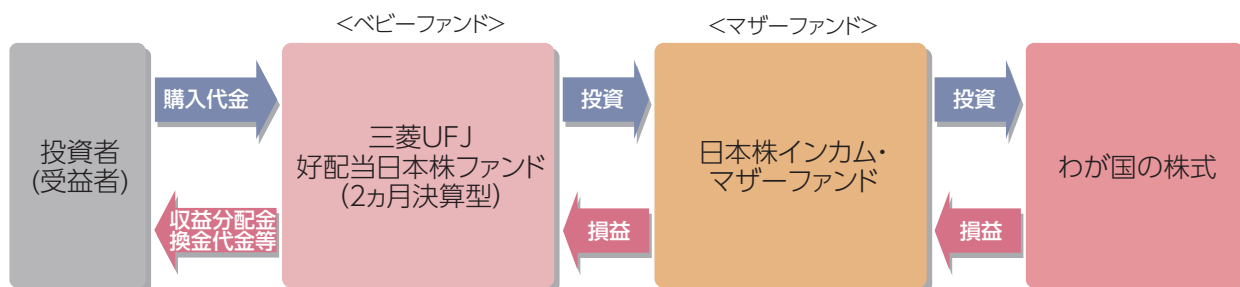 <ベビーファンド>
<マザーファンド>
投資者
(受益者)
購入代金
収益分配金
換金代金等
三菱UFJ
好配当日本株ファンド
(2ヵ月決算型)
投資
損益
日本株インカム・
マザーファンド
投資
損益
わが国の株式